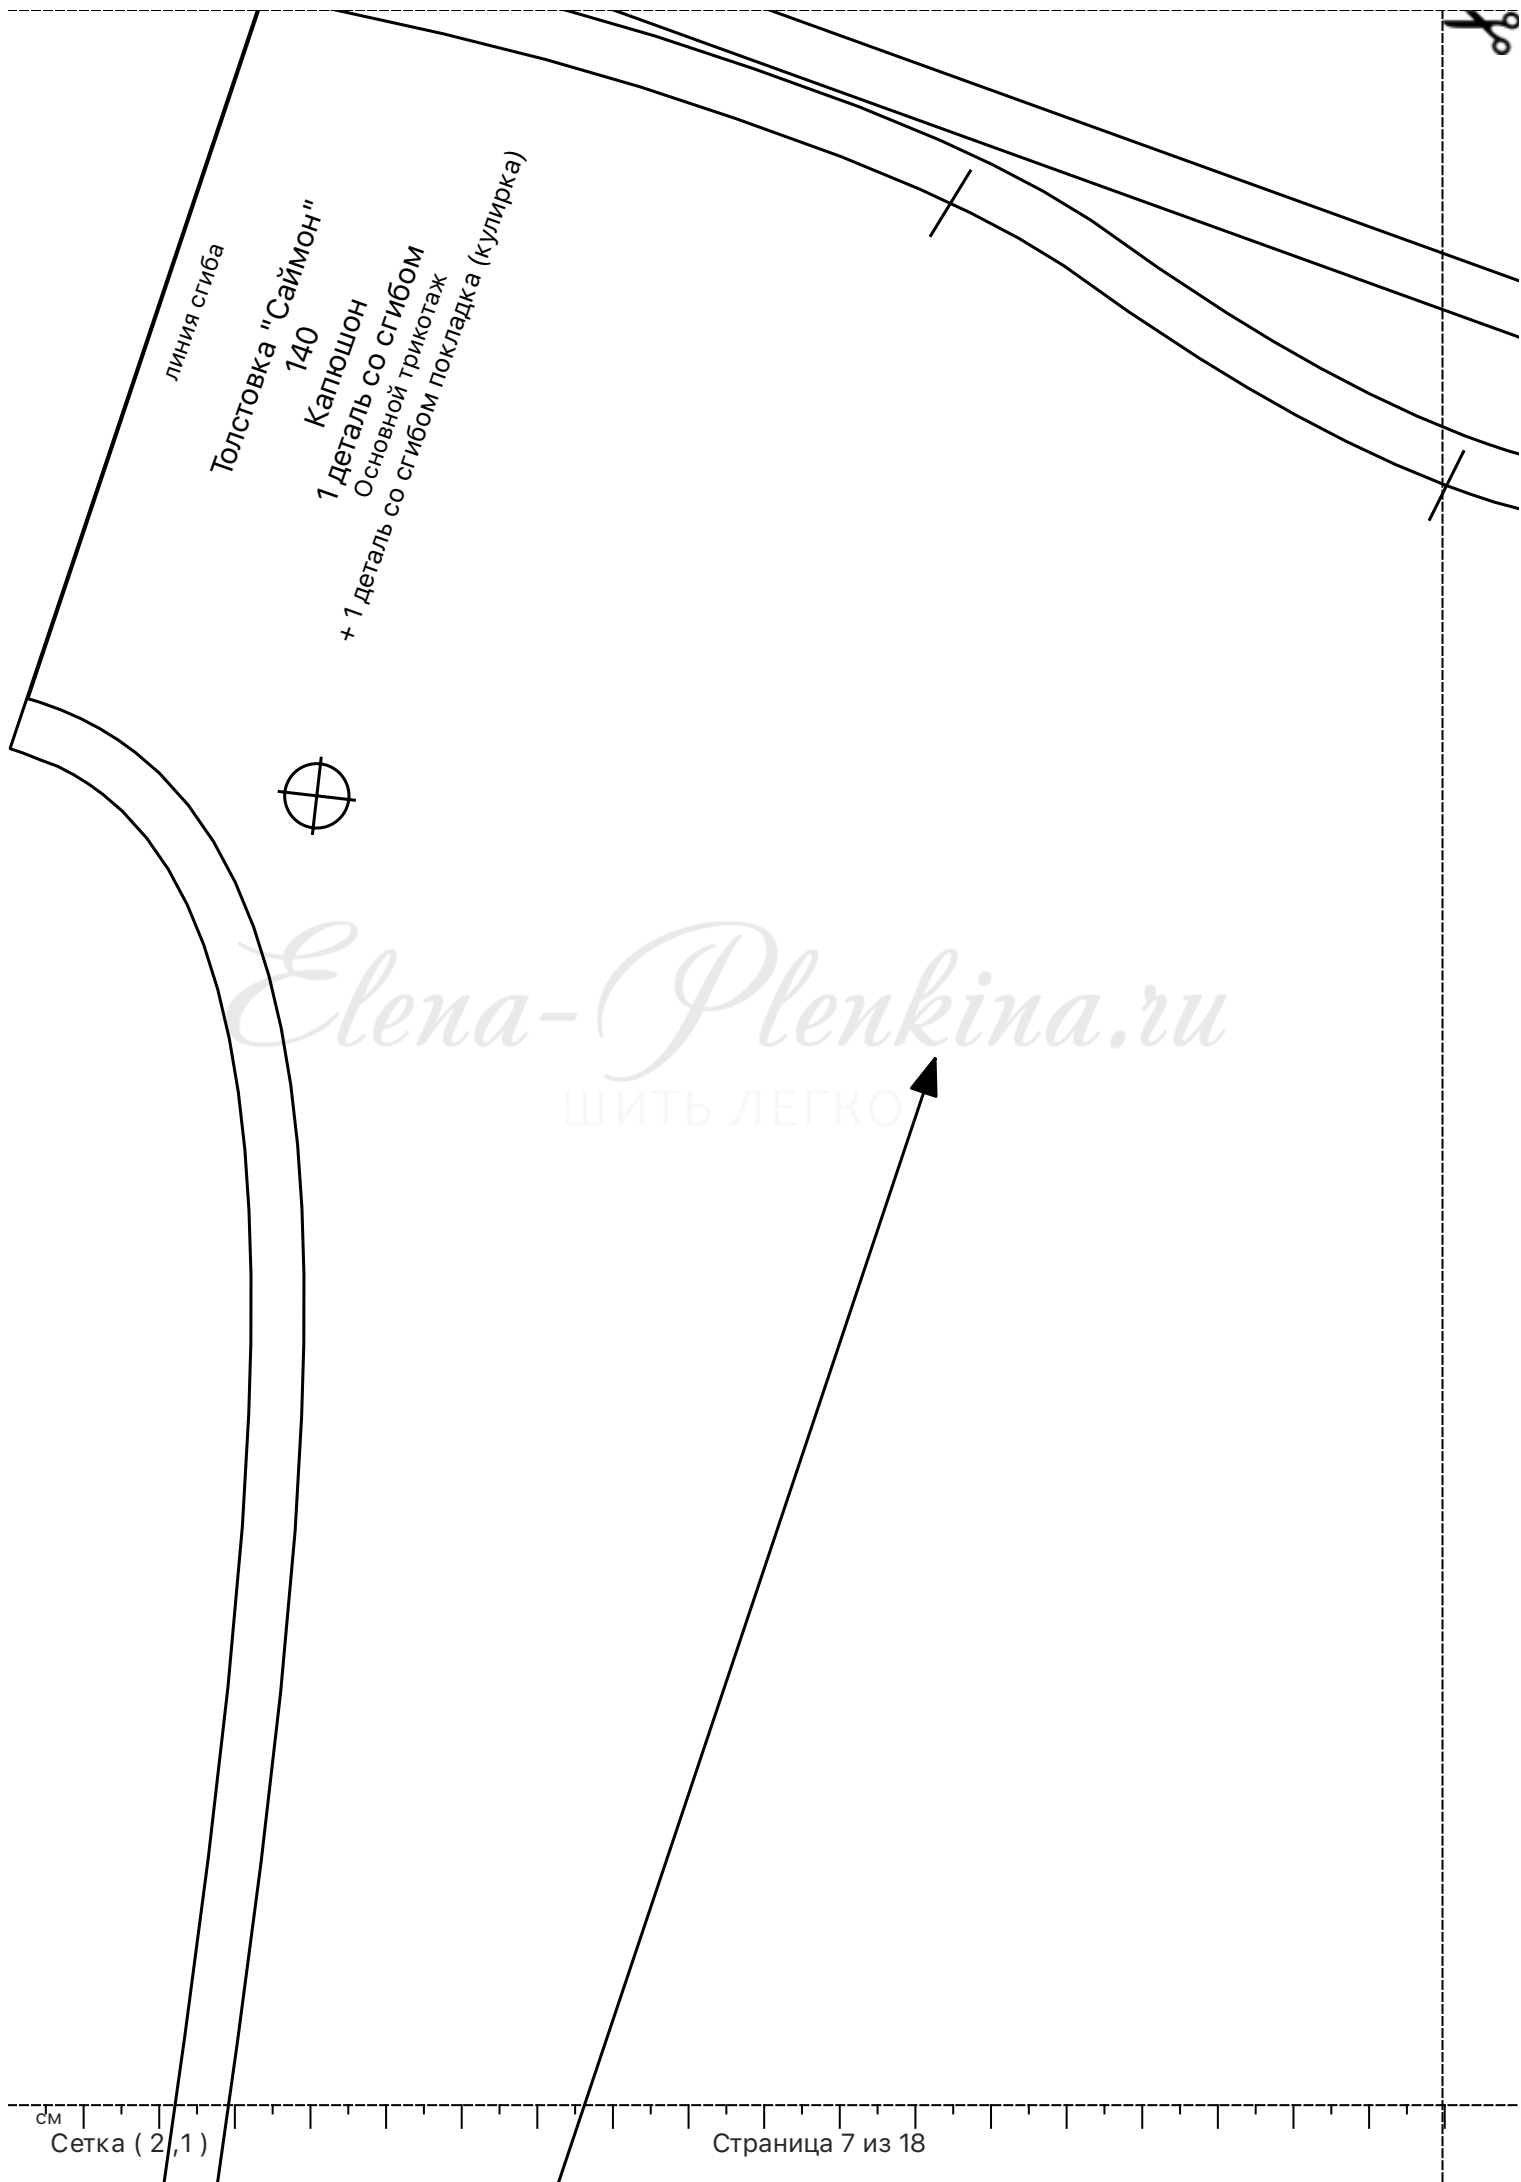 линия сгиба
Толстовка "Саймон"
140
Капюшон
1 деталь со сгибом
Основной трикотаж
+ 1 деталь со сгибом покладка (кулирка)
Elena-Plenkina.ru
ШИТЬ ЛЕГКО
см
Сетка ( 2 ,1 )
Страница 7 из 18